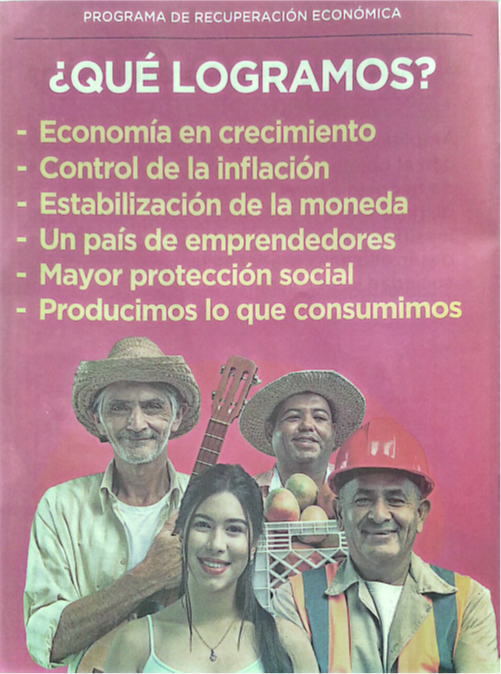 PROGRAMA DE RECUPERACIÓN ECONÓMICA
¿QUÉ LOGRAMOS?
- Economía en crecimiento
- Control de la inflación
- Estabilización de la moneda
- Un país de emprendedores
- Mayor protección social
- Producimos lo que consumimos